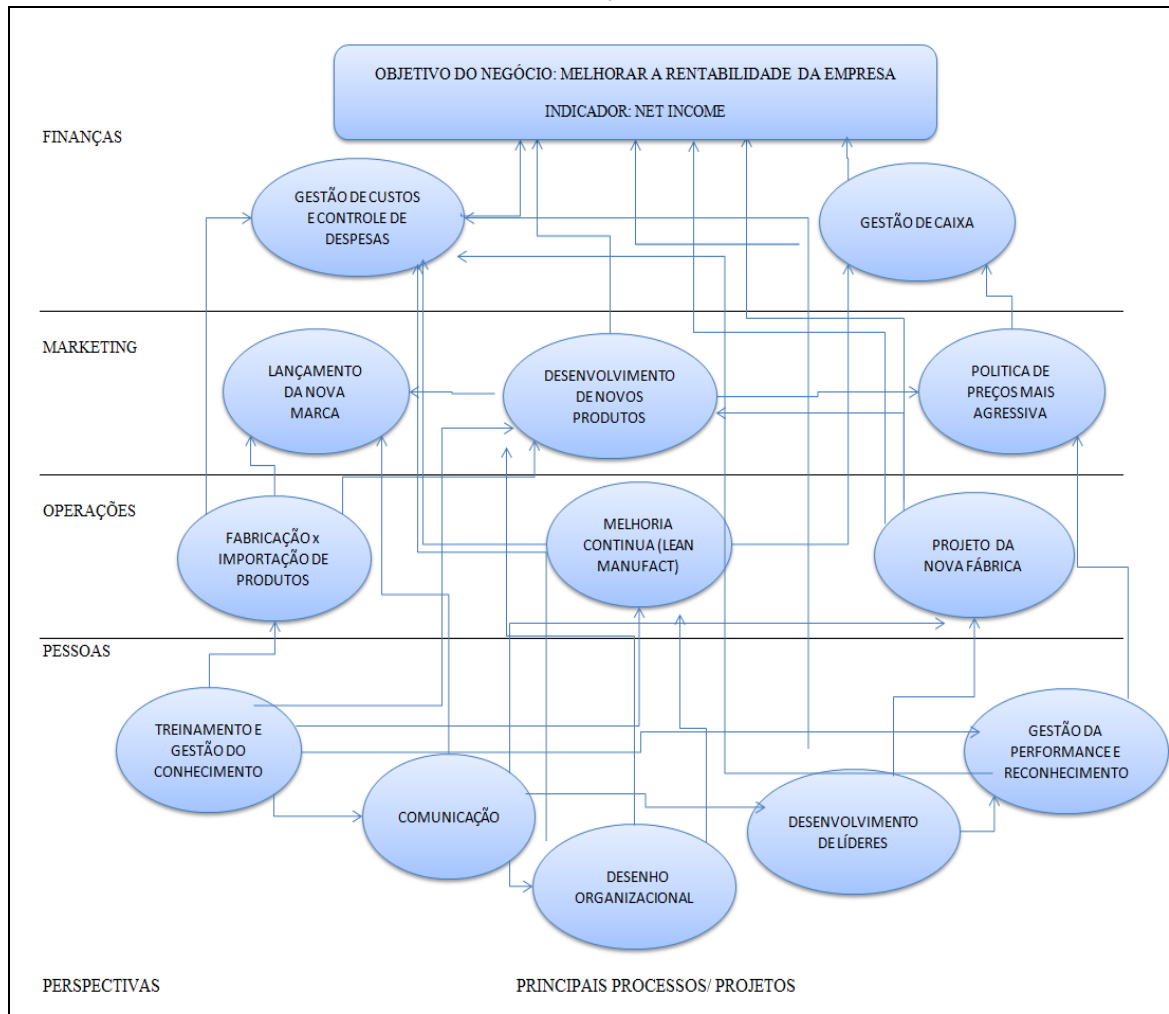 OBJETIVO DO NEGÓCIO: MELHORAR A RENTABILIDADE DA EMPRESA
INDICADOR: NET INCOME
FINANÇAS
GESTÃO DE CUSTOS
E CONTROLE DE
DESPESAS
GESTÃO DE CAIXA
MARKETING
LANÇAMENTO
DA NOVA
MARCA
DESENVOLVIMENTO
DE NOVOS
PRODUTOS
POLITICA DE
PREÇOS MAIS
AGRESSIVA
OPERAÇÕES
FABRICAÇÃO x
IMPORTAÇÃO DE
PRODUTOS
MELHORIA
CONTINUA (LEAN
MANUFACT)
PROJETO DA
NOVA FÁBRICA
PESSOAS
TREINAMENTO E
GESTÃO DO
CONHECIMENTO
COMUNICAÇÃO
DESENHO
ORGANIZACIONAL
DESENVOLVIMENTO
DE LÍDERES
GESTÃO DA
PERFORMANCE E
RECONHECIMENTO
PERSPECTIVAS
PRINCIPAIS PROCESSOS/ PROJETOS